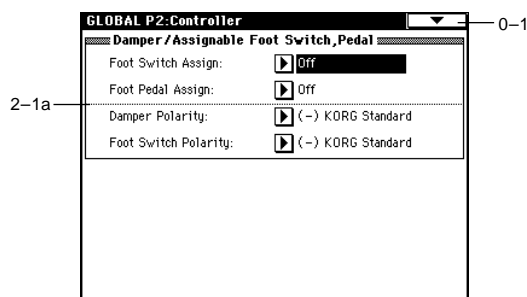 GLOBAL P2:Controller
0–1
Damper/Assignable Foot Switch,Pedal
Foot Switch Assign: Off
Foot Pedal Assign: Off
2–1a
Damper Polarity: (-) KORG Standard
Foot Switch Polarity: (-) KORG Standard